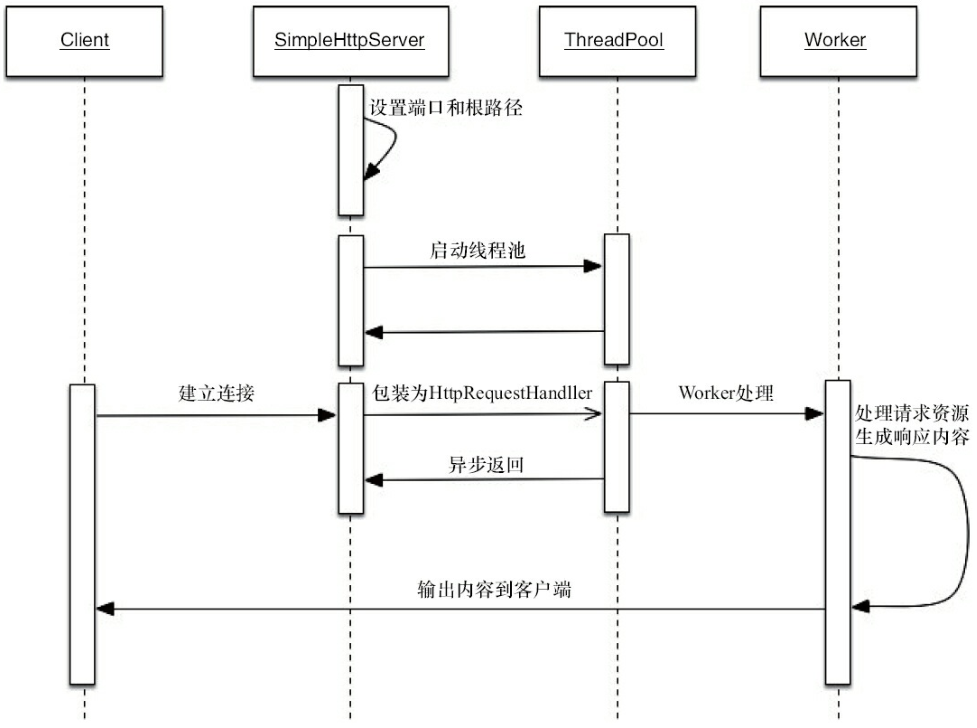 Client
SimpleHttpServer
ThreadPool
Worker
设置端口和根路径
启动线程池
建立连接
包装为HttpRequestHandller
Worker处理
处理请求资源
生成响应内容
异步返回
输出内容到客户端